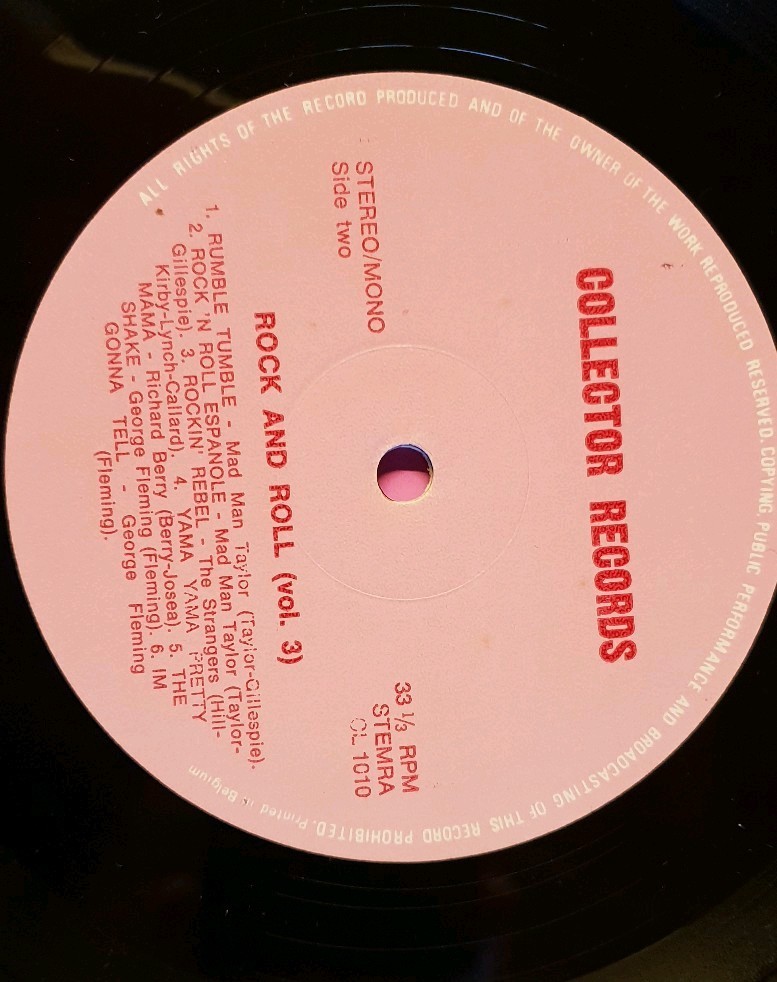 ALL RIGHTS OF THE RECORD PRODUCED AND OF THE OWNER OF THE WORK REPRODUCED RESERVED. COPYING, PUBLIC PERFORMANCE AND BROADCASTING OF THIS RECORD PROHIBITED. Printed in Belgium
COLLECTOR RECORDS
STEREO/MONO
Side two
33 1/3 RPM
STEMRA
CL 1010
ROCK AND ROLL (vol. 3)
1. RUMBLE TUMBLE - Mad Man Taylor (Taylor-Gillespie).
2. ROCK 'N ROLL ESPANOLE - Mad Man Taylor (Taylor-
Gillespie). 3. ROCKIN' REBEL - The Strangers (Hill-
Kirby-Lynch-Callard). 4. YAMA YAMA PRETTY
MAMA - Richard Berry (Berry-Josea). 5. THE
SHAKE - George Fleming (Fleming). 6. IM
GONNA TELL - George Fleming
(Fleming).